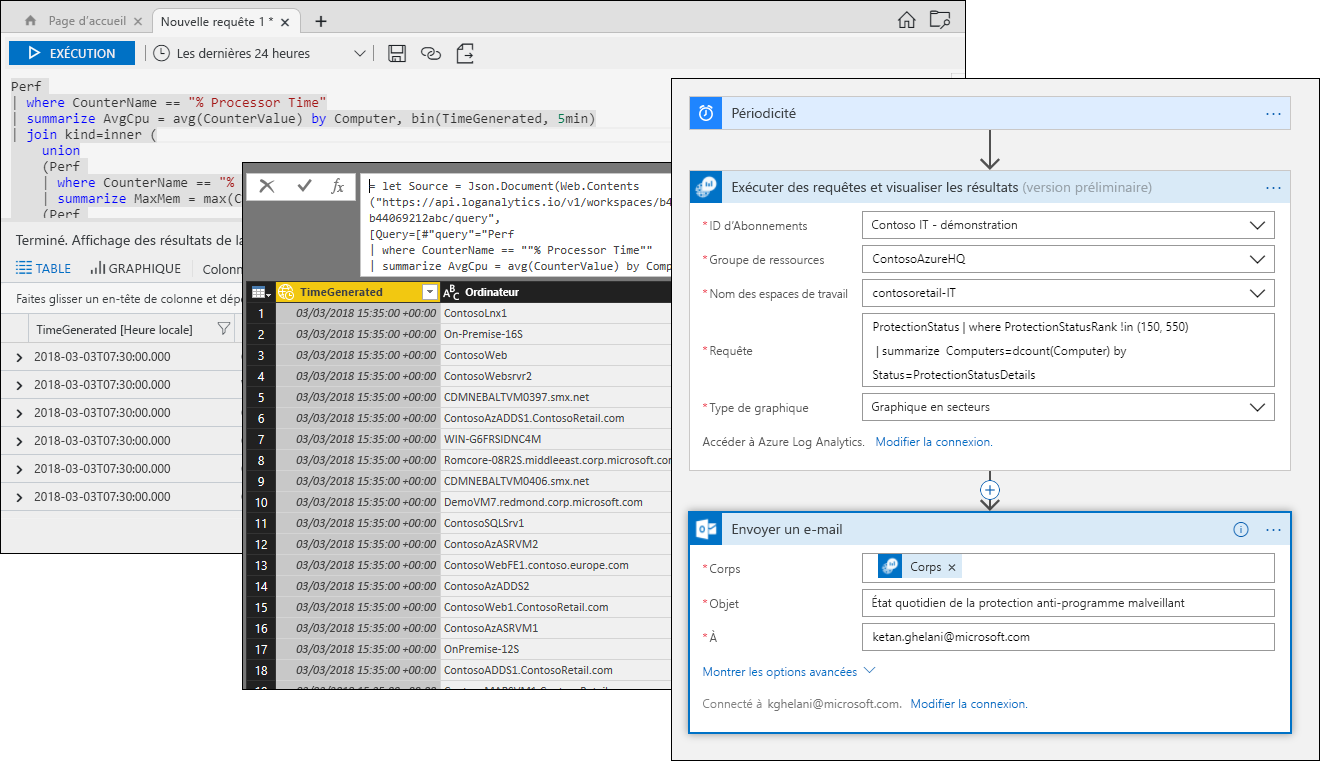 Page d'accueil
Nouvelle requête 1 *
EXÉCUTION
Les dernières 24 heures
Perf
| where CounterName == "% Processor Time"
| summarize AvgCpu = avg(CounterValue) by Computer, bin(TimeGenerated, 5min)
| join kind=inner (
union
(Perf
| where CounterName == "%
| summarize MaxMem = max(C
(Perf
Terminé. Affichage des résultats de la
TABLE
GRAPHIQUE
Colonn
Faites glisser un en-tête de colonne et dépo
TimeGenerated [Heure locale]
2018-03-03T07:30:00.000
2018-03-03T07:30:00.000
2018-03-03T07:30:00.000
2018-03-03T07:30:00.000
2018-03-03T07:30:00.000
2018-03-03T07:30:00.000
fx
= let Source = Json.Document(Web.Contents
("https://api.loganalytics.io/v1/workspaces/b4
b44069212abc/query",
[Query=[#"query"="Perf
| where CounterName == ""% Processor Time""
| summarize AvgCpu = avg(CounterValue) by Comp
TimeGenerated ABC Ordinateur
1 03/03/2018 15:35:00 +00:00 ContosoLnx1
2 03/03/2018 15:35:00 +00:00 On-Premise-16S
3 03/03/2018 15:35:00 +00:00 ContosoWeb
4 03/03/2018 15:35:00 +00:00 ContosoWebsrvr2
5 03/03/2018 15:35:00 +00:00 CDMNEBALTVM0397.smx.net
6 03/03/2018 15:35:00 +00:00 ContosoAzADDS1.ContosoRetail.com
7 03/03/2018 15:35:00 +00:00 WIN-G6FRSIDNC4M
8 03/03/2018 15:35:00 +00:00 Romcore-08R2S.middleeast.corp.microsoft.com
9 03/03/2018 15:35:00 +00:00 CDMNEBALTVM0406.smx.net
10 03/03/2018 15:35:00 +00:00 DemoVM7.redmond.corp.microsoft.com
11 03/03/2018 15:35:00 +00:00 ContosoSQLSrv1
12 03/03/2018 15:35:00 +00:00 ContosoAzASRVM2
13 03/03/2018 15:35:00 +00:00 ContosoWebFE1.contoso.europe.com
14 03/03/2018 15:35:00 +00:00 ContosoAzADDS2
15 03/03/2018 15:35:00 +00:00 ContosoWeb1.ContosoRetail.com
16 03/03/2018 15:35:00 +00:00 ContosoAzASRVM1
17 03/03/2018 15:35:00 +00:00 OnPremise-12S
18 03/03/2018 15:35:00 +00:00 ContosoADDS1.ContosoRetail.com
Périodicité
Exécuter des requêtes et visualiser les résultats (version préliminaire)
*ID d'Abonnements Contoso IT - démonstration
*Groupe de ressources ContosoAzureHQ
*Nom des espaces de travail contosoretail-IT
*Requête
ProtectionStatus | where ProtectionStatusRank !in (150, 550)
| summarize Computers=dcount(Computer) by
Status=ProtectionStatusDetails
*Type de graphique Graphique en secteurs
Accéder à Azure Log Analytics. Modifier la connexion.
Envoyer un e-mail
*Corps Corps ×
*Objet État quotidien de la protection anti-programme malveillant
*À ketan.ghelani@microsoft.com
Montrer les options avancées
Connecté à kghelani@microsoft.com. Modifier la connexion.